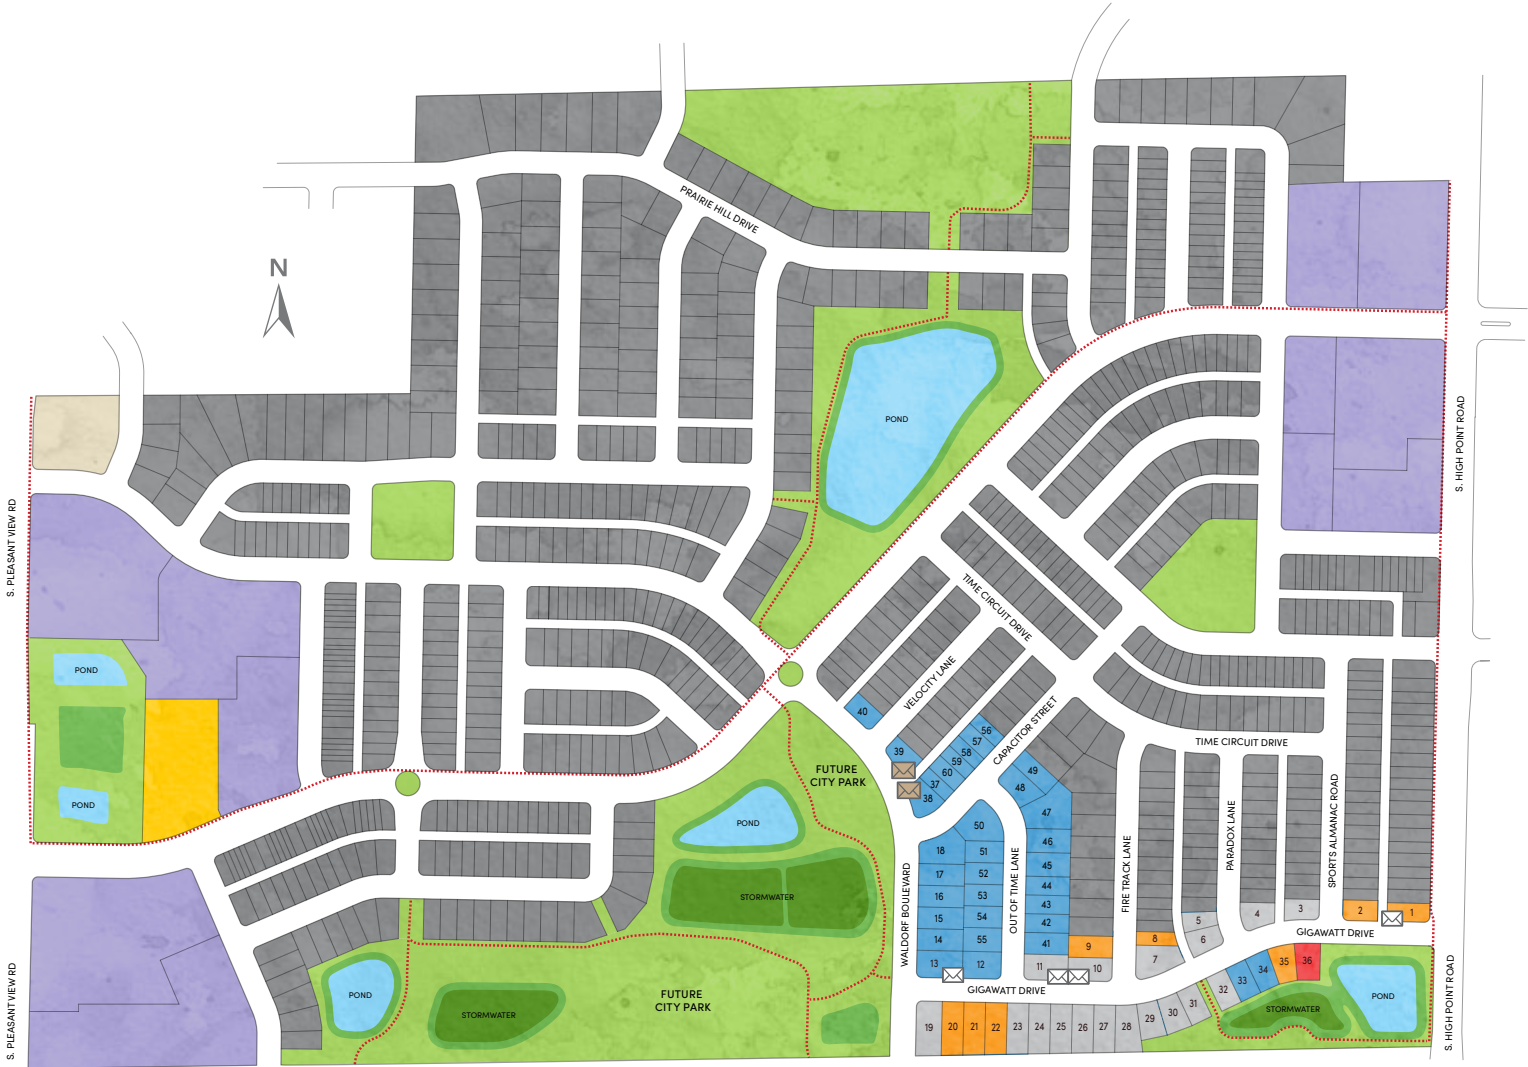 N
PRAIRIE HILL DRIVE
POND
S. HIGH POINT ROAD
S. PLEASANT VIEW RD
TIME CIRCUIT DRIVE
POND
POND
VELOCITY LANE
CAPACITOR STREET
TIME CIRCUIT DRIVE
FUTURE
CITY PARK
POND
STORMWATER
40
39
56
57
58
59
60
37
38
49
48
47
50
46
45
44
43
42
41
18
17
16
15
14
13
51
52
53
54
55
12
11
10
9
8
7
5
6
4
3
2
1
WALDORF BOULEVARD
OUT OF TIME LANE
FIRE TRACK LANE
PARADOX LANE
SPORTS ALMANAC ROAD
GIGAWATT DRIVE
GIGAWATT DRIVE
36
35
34
33
32
31
30
29
28
27
26
25
24
23
22
21
20
19
POND
STORMWATER
FUTURE
CITY PARK
STORMWATER
POND
S. PLEASANT VIEW RD
S. HIGH POINT ROAD